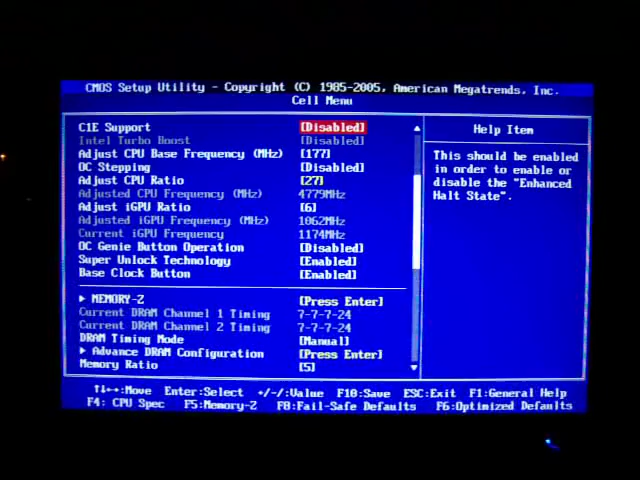 CMOS Setup Utility - Copyright (C) 1985-2005, American Megatrends, Inc.
Cell Menu
C1E Support [Disabled]
Intel Turbo Boost [Disabled]
Adjust CPU Base Frequency (MHz) [177]
OC Stepping [Disabled]
Adjust CPU Ratio [27]
Adjusted CPU Frequency (MHz) 4779MHz
Adjust iGPU Ratio [6]
Adjusted iGPU Frequency (MHz) 1062MHz
Current iGPU Frequency 1174MHz
OC Genie Button Operation [Disabled]
Super Unlock Technology [Enabled]
Base Clock Button [Enabled]
▶ MEMORY-Z [Press Enter]
Current DRAM Channel 1 Timing 7-7-7-24
Current DRAM Channel 2 Timing 7-7-7-24
DRAM Timing Mode [Manual]
▶ Advance DRAM Configuration [Press Enter]
Memory Ratio [5]
Help Item
This should be enabled
in order to enable or
disable the "Enhanced
Halt State".
↑↓←→:Move Enter:Select +/-/:Value F10:Save ESC:Exit F1:General Help
F4: CPU Spec F5:Memory-Z F8:Fail-Safe Defaults F6:Optimized Defaults